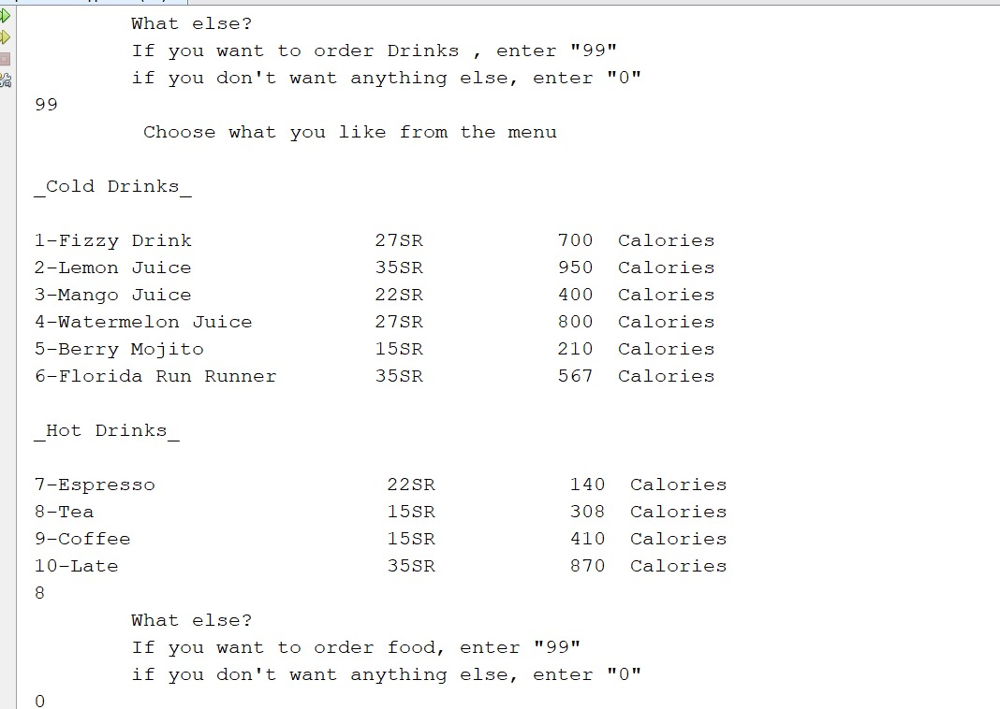 What else?
If you want to order Drinks , enter "99"
if you don't want anything else, enter "0"
99
Choose what you like from the menu
_Cold Drinks_
1-Fizzy Drink 27SR 700 Calories
2-Lemon Juice 35SR 950 Calories
3-Mango Juice 22SR 400 Calories
4-Watermelon Juice 27SR 800 Calories
5-Berry Mojito 15SR 210 Calories
6-Florida Run Runner 35SR 567 Calories
_Hot Drinks_
7-Espresso 22SR 140 Calories
8-Tea 15SR 308 Calories
9-Coffee 15SR 410 Calories
10-Late 35SR 870 Calories
8
What else?
If you want to order food, enter "99"
if you don't want anything else, enter "0"
0